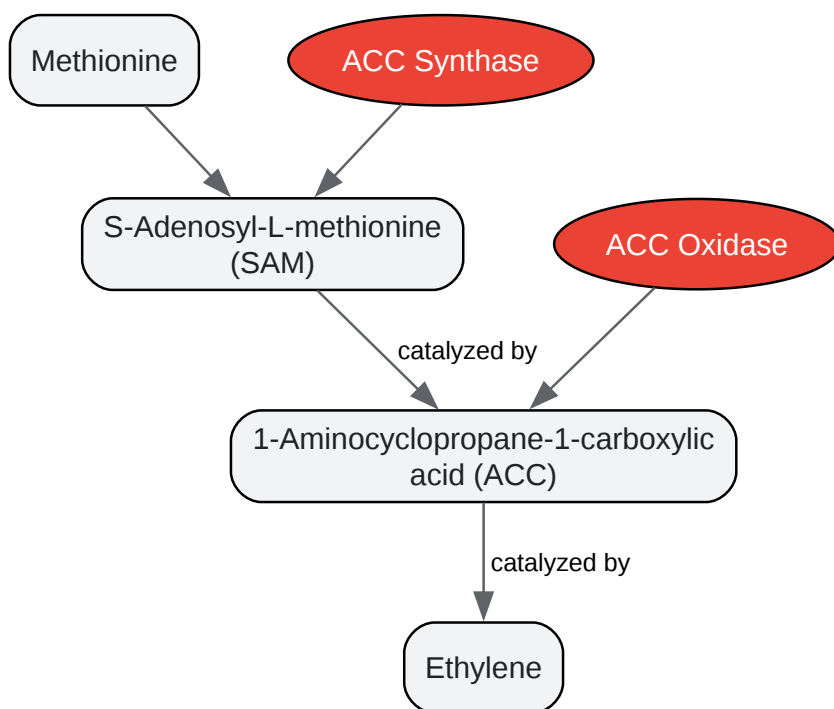 Methionine
ACC Synthase
S-Adenosyl-L-methionine
(SAM)
ACC Oxidase
catalyzed by
1-Aminocyclopropane-1-carboxylic
acid (ACC)
catalyzed by
Ethylene